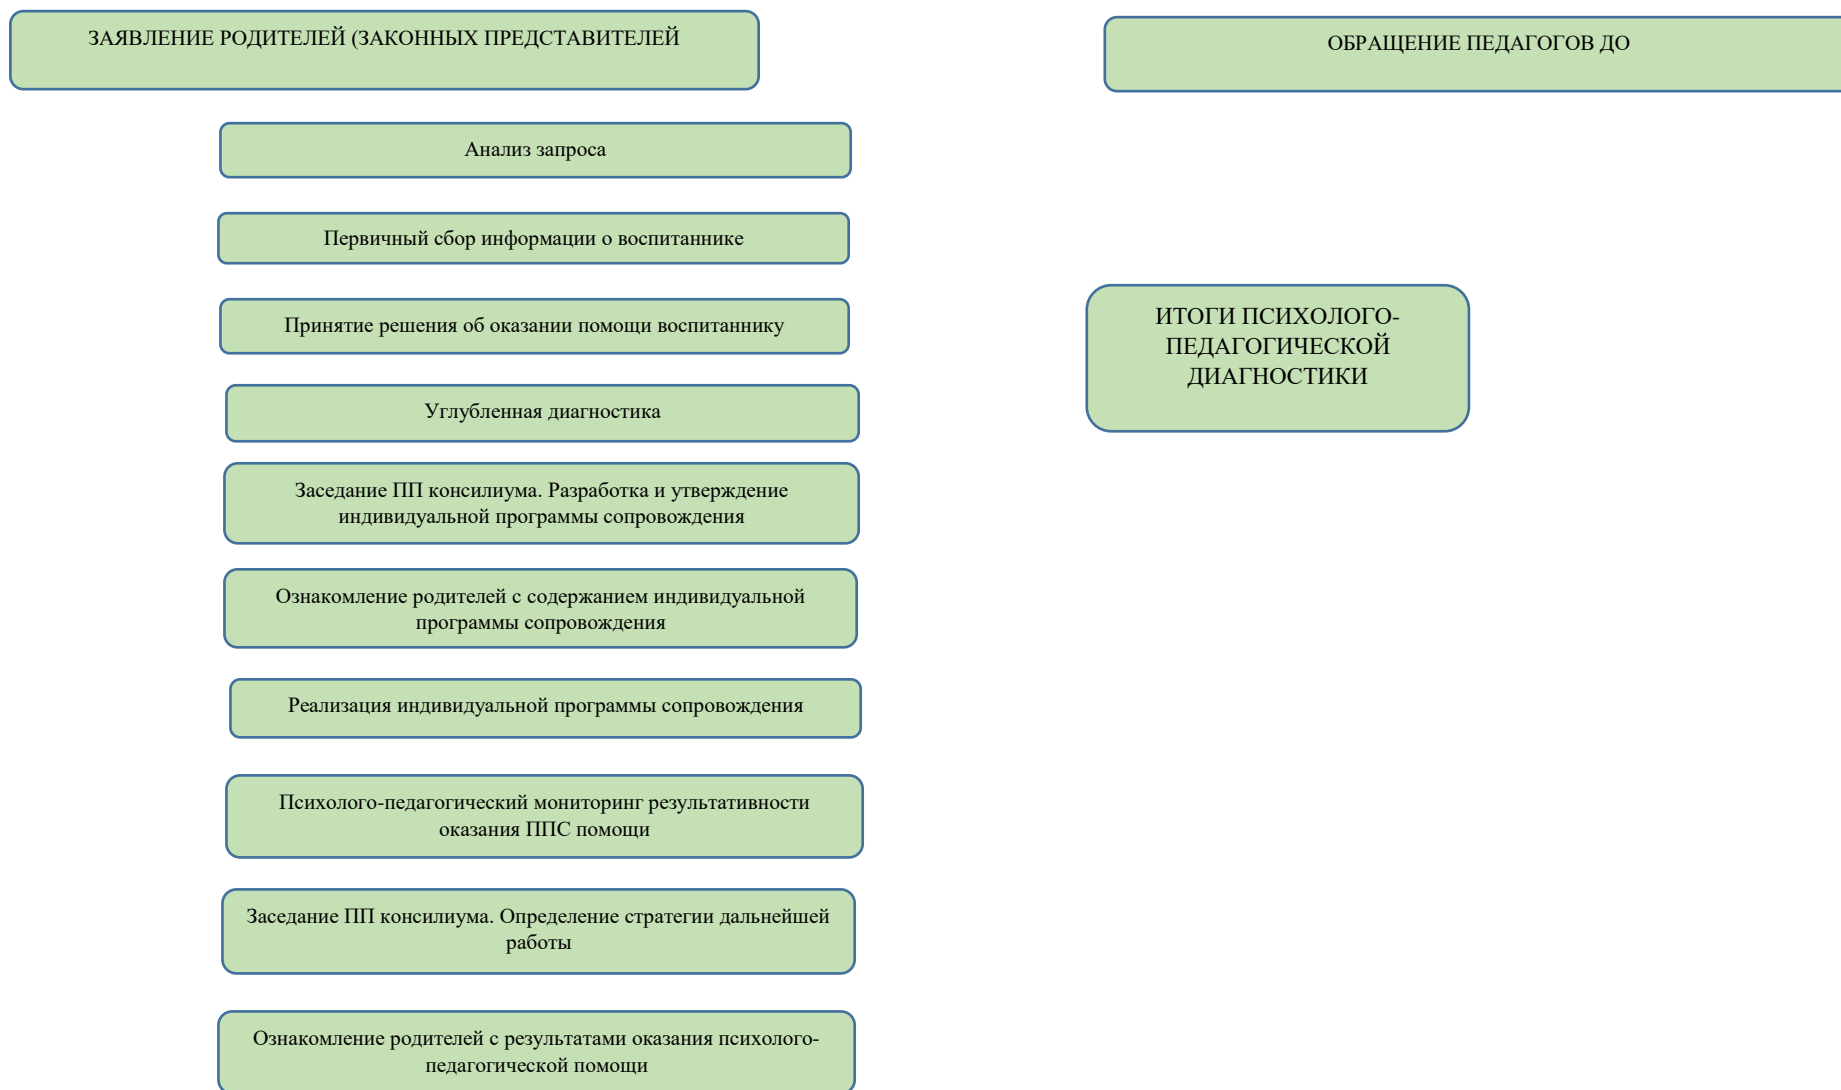 ЗАЯВЛЕНИЕ РОДИТЕЛЕЙ (ЗАКОННЫХ ПРЕДСТАВИТЕЛЕЙ
ОБРАЩЕНИЕ ПЕДАГОГОВ ДО
Анализ запроса
Первичный сбор информации о воспитаннике
Принятие решения об оказании помощи воспитаннику
Углубленная диагностика
Заседание ПП консилиума. Разработка и утверждение
индивидуальной программы сопровождения
Ознакомление родителей с содержанием индивидуальной
программы сопровождения
Реализация индивидуальной программы сопровождения
Психолого-педагогический мониторинг результативности
оказания ППС помощи
Заседание ПП консилиума. Определение стратегии дальнейшей
работы
Ознакомление родителей с результатами оказания психолого-
педагогической помощи
ИТОГИ ПСИХОЛОГО-
ПЕДАГОГИЧЕСКОЙ
ДИАГНОСТИКИ